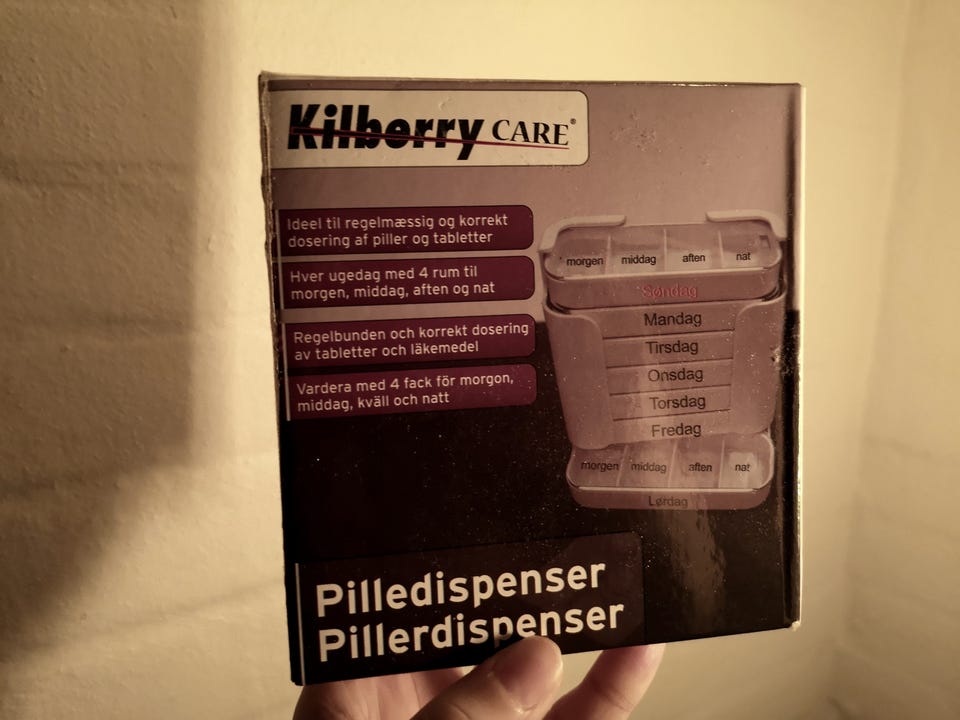 Kilberry CARE®
Ideel til regelmæssig og korrekt
dosering af piller og tabletter
Hver ugedag med 4 rum til
morgen, middag, aften og nat
Regelbunden och korrekt dosering
av tabletter och läkemedel
Vardera med 4 fack för morgon,
middag, kväll och natt
morgen middag aften nat
Søndag
Mandag
Tirsdag
Onsdag
Torsdag
Fredag
morgen middag aften nat
Lørdag
Pilledispenser
Pillerdispenser